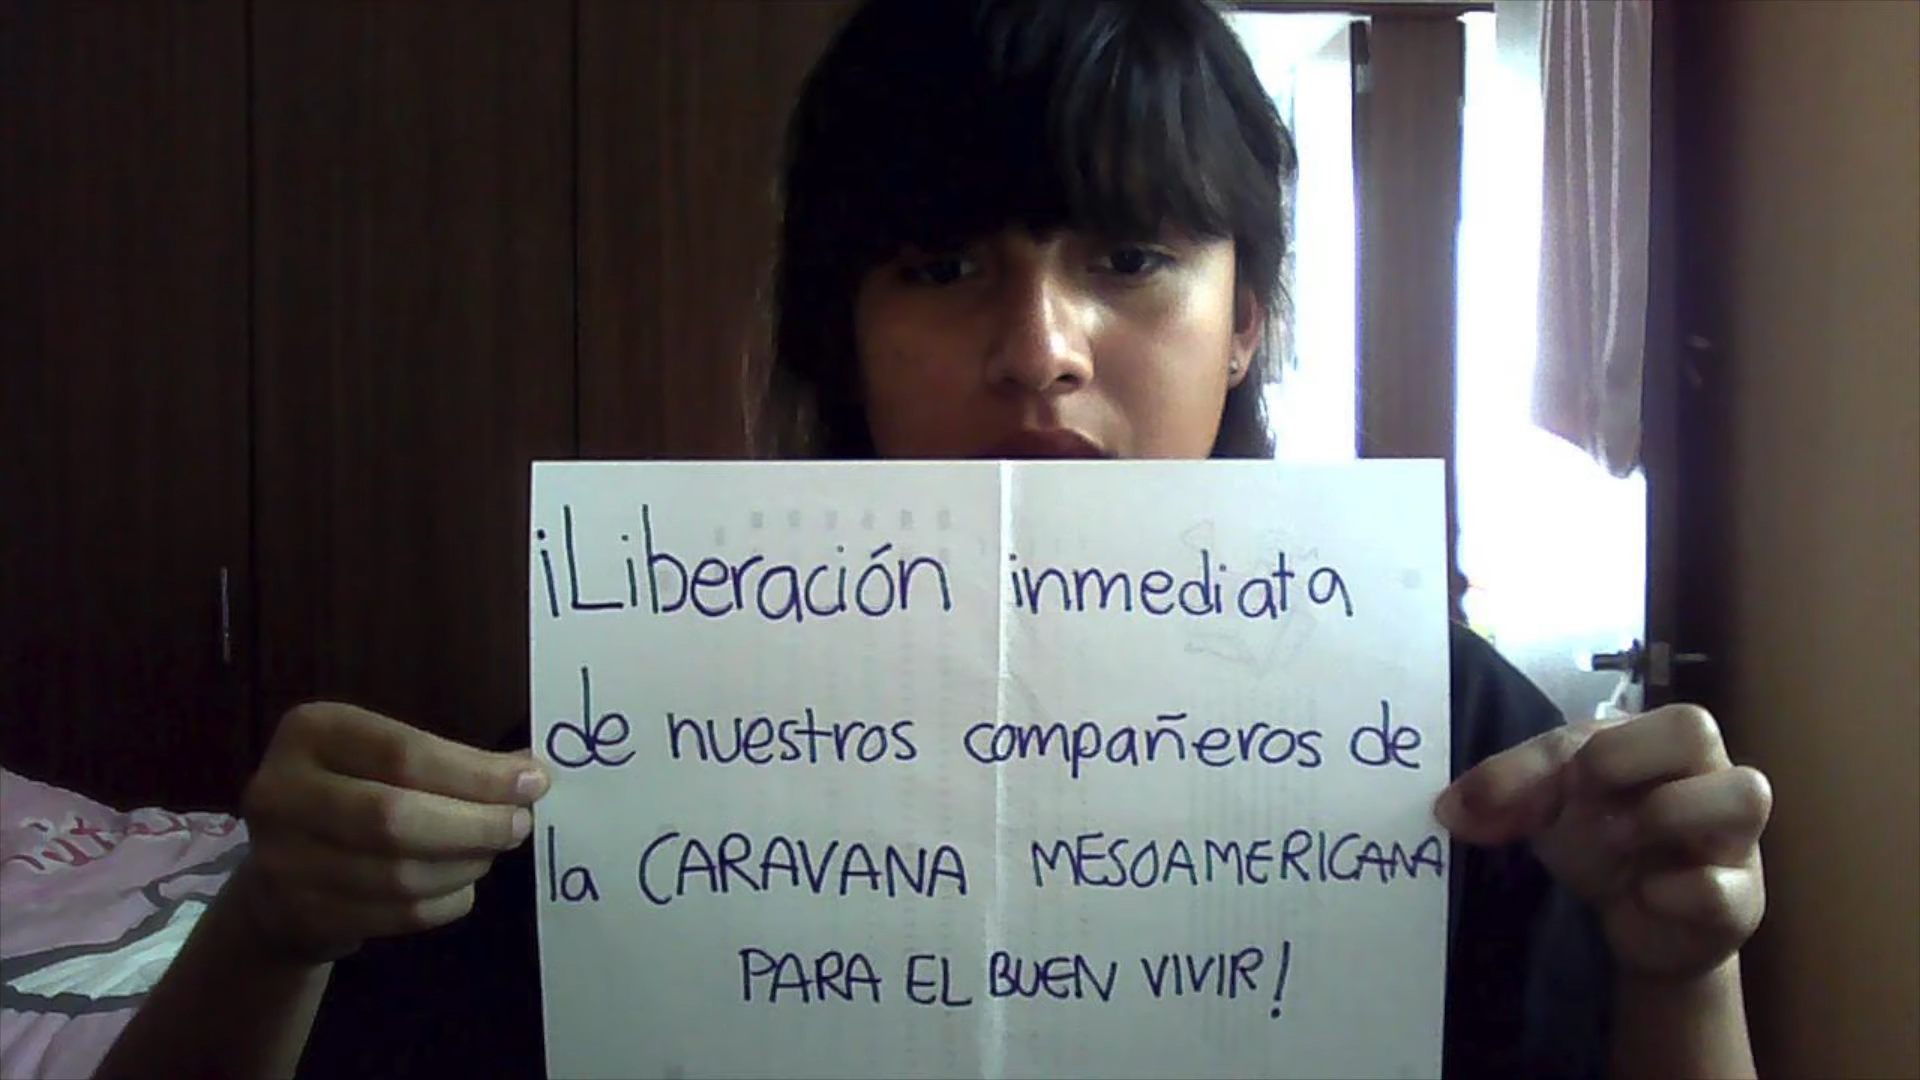 ¡Liberación inmediata
de nuestros compañeros de
la CARAVANA MESOAMERICANA
PARA EL BUEN VIVIR!